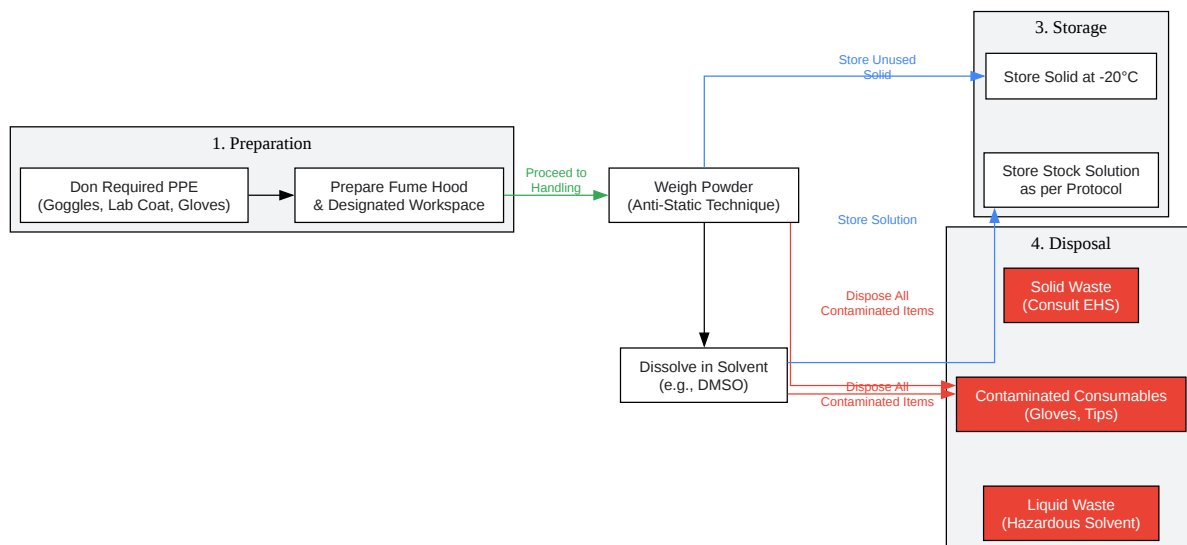 1. Preparation
Don Required PPE
(Goggles, Lab Coat, Gloves)
Prepare Fume Hood
& Designated Workspace
Proceed to
Handling
Weigh Powder
(Anti-Static Technique)
Dissolve in Solvent
(e.g., DMSO)
Store Unused
Solid
Store Solution
Dispose All
Contaminated Items
Dispose All
Contaminated Items
3. Storage
Store Solid at -20°C
Store Stock Solution
as per Protocol
4. Disposal
Solid Waste
(Consult EHS)
Contaminated Consumables
(Gloves, Tips)
Liquid Waste
(Hazardous Solvent)